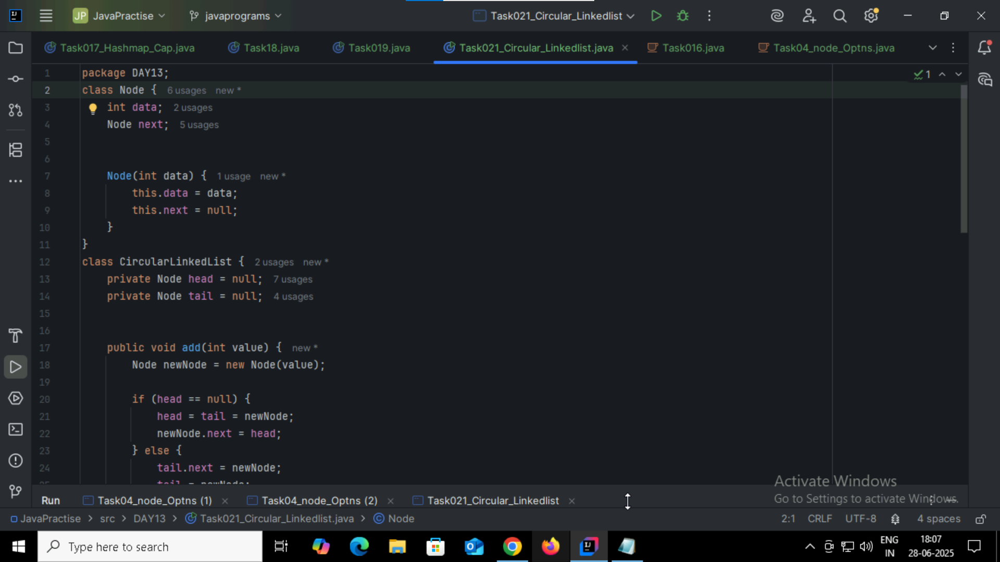 JP JavaPractise javaprograms Task021_Circular_Linkedlist
Task017_Hashmap_Cap.java Task18.java Task019.java Task021_Circular_Linkedlist.java Task016.java Task04_node_Optns.java
1 package DAY13; 1
2 class Node { 6 usages new *
3 int data; 2 usages
4 Node next; 5 usages
5
6
7 Node(int data) { 1 usage new *
8 this.data = data;
9 this.next = null;
10 }
11 }
12 class CircularLinkedList { 2 usages new *
13 private Node head = null; 7 usages
14 private Node tail = null; 4 usages
15
16
17 public void add(int value) { new *
18 Node newNode = new Node(value);
19
20 if (head == null) {
21 head = tail = newNode;
22 newNode.next = head;
23 } else {
24 tail.next = newNode;
25 tail = newNode;
Activate Windows
Go to Settings to activate Windows.
Run Task04_node_Optns (1) Task04_node_Optns (2) Task021_Circular_Linkedlist
JavaPractise > src > DAY13 > Task021_Circular_Linkedlist.java > Node 2:1 CRLF UTF-8 4 spaces
Type here to search ENG IN 18:07 28-06-2025